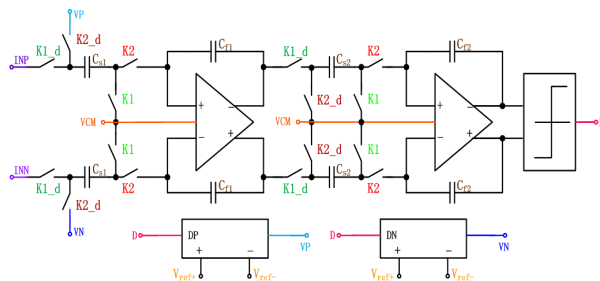 VP
K2_d
K1_d
Cs1
K2
Cf1
K1_d
Cs2
K2
Cf2
INP
K1
K2_d
K1
+
−
−
+
VCM
VCM
+
−
−
+
K1
K2_d
K1
INN
K1_d
Cs1
K2
Cf1
K1_d
Cs2
K2
Cf2
K2_d
VN
D
DP
VP
+
−
Vref+
Vref-
D
DN
VN
+
−
Vref+
Vref-